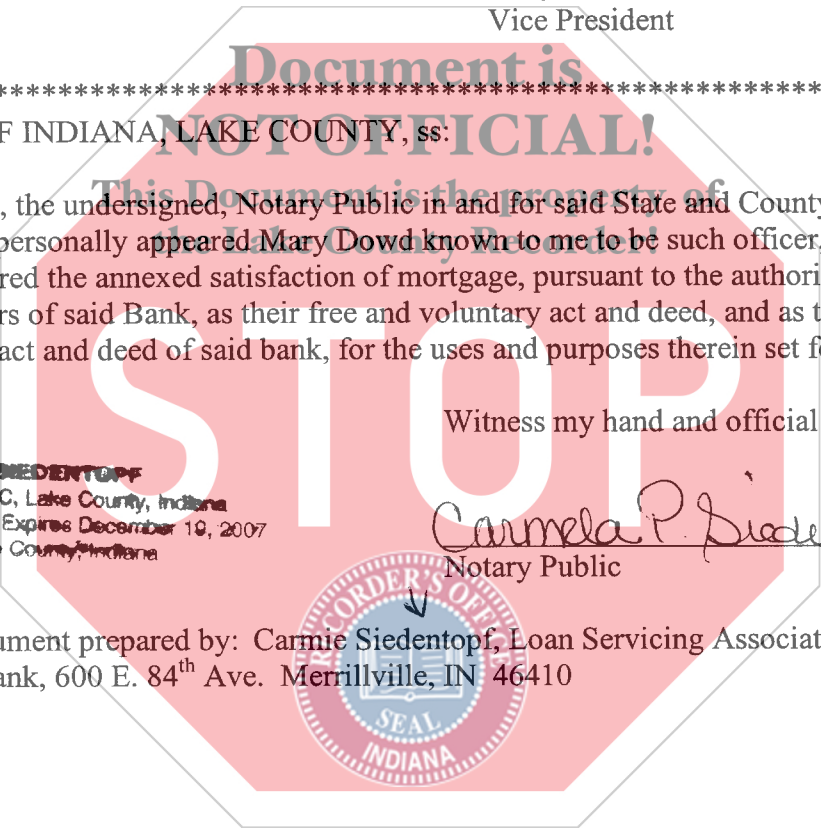 Vice President
Document is
********************************************************
F INDIANA, LAKE COUNTY, ss:
NOT OFFICIAL!
This Document is the property of
, the undersigned, Notary Public in and for said State and County
the Lake County Recorder!
personally appeared Mary Dowd known to me to be such officer,
red the annexed satisfaction of mortgage, pursuant to the authori
rs of said Bank, as their free and voluntary act and deed, and as t
act and deed of said bank, for the uses and purposes therein set f
STOP
Witness my hand and official
SIEDENTOPF
C, Lake County, Indiana
Expires December 19, 2007
County, Indiana
Carmela P. Siede
Notary Public
RECORDER'S OFFICE
ument prepared by: Carmie Siedentopf, Loan Servicing Associat
ank, 600 E. 84th Ave. Merrillville, IN 46410
SEAL
INDIANA